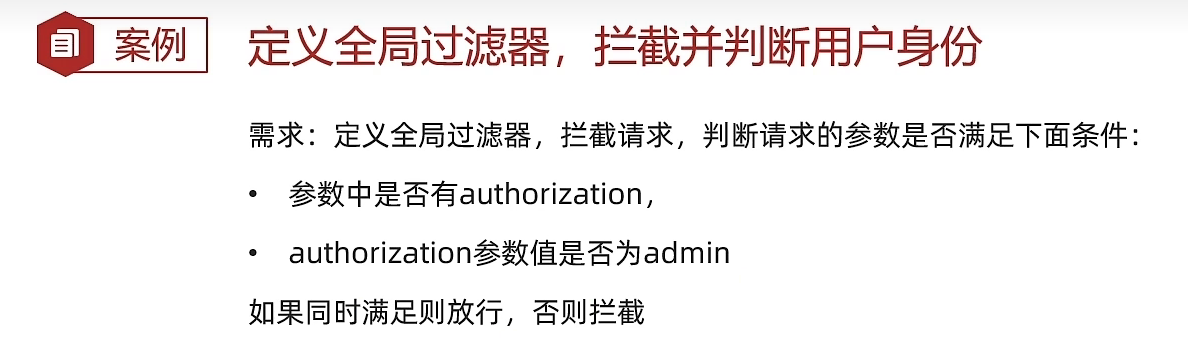 案例
定义全局过滤器，拦截并判断用户身份
需求：定义全局过滤器，拦截请求，判断请求的参数是否满足下面条件：
• 参数中是否有authorization，
• authorization参数值是否为admin
如果同时满足则放行，否则拦截